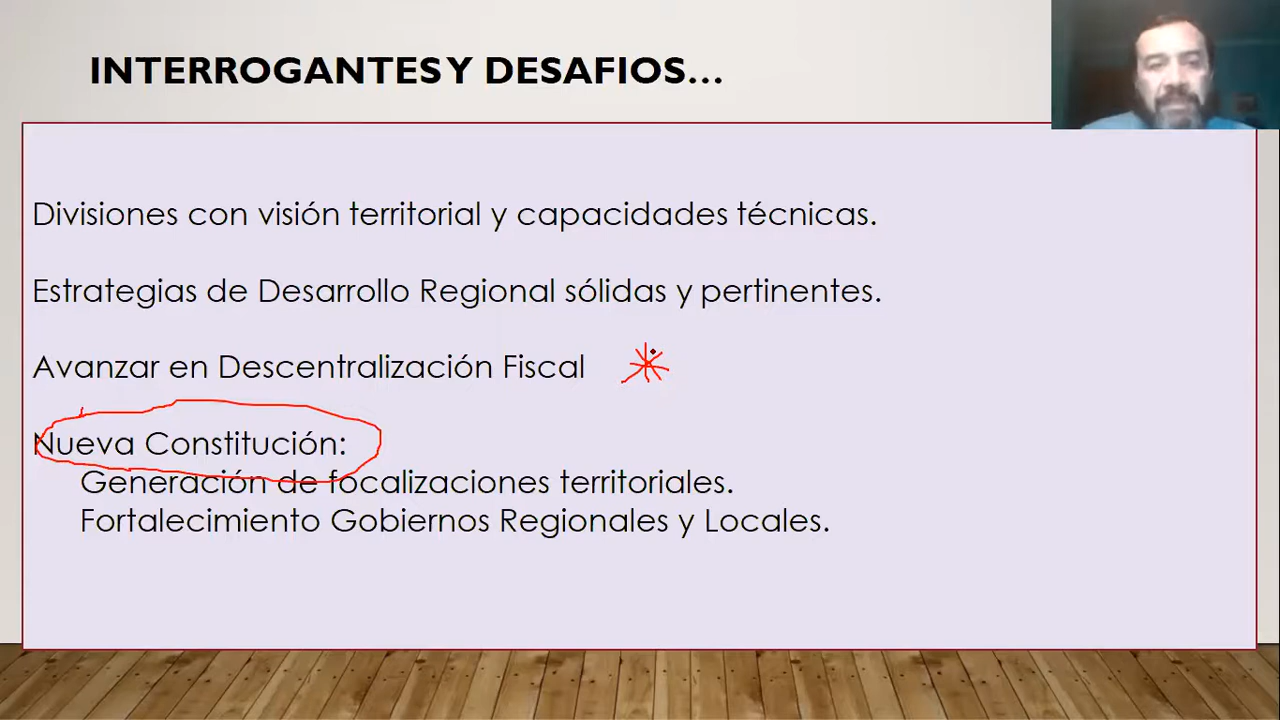 INTERROGANTES Y DESAFIOS...
Divisiones con visión territorial y capacidades técnicas.
Estrategias de Desarrollo Regional sólidas y pertinentes.
Avanzar en Descentralización Fiscal
Nueva Constitución:
Generación de focalizaciones territoriales.
Fortalecimiento Gobiernos Regionales y Locales.